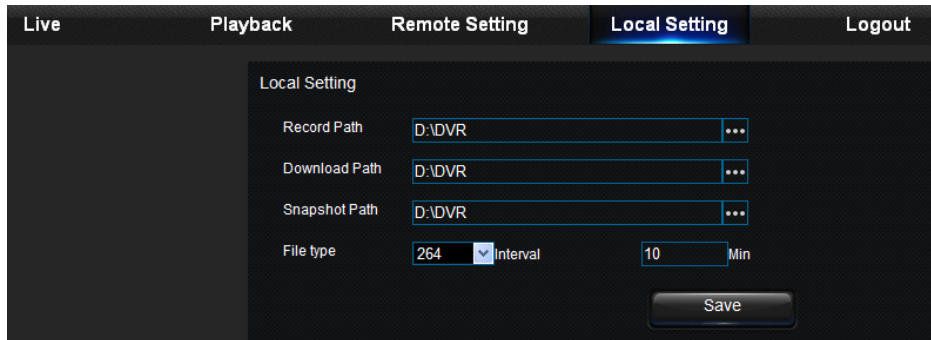 Live Playback Remote Setting Local Setting Logout
Local Setting
Record Path D:\DVR
Download Path D:\DVR
Snapshot Path D:\DVR
File type 264 Interval 10 Min
Save